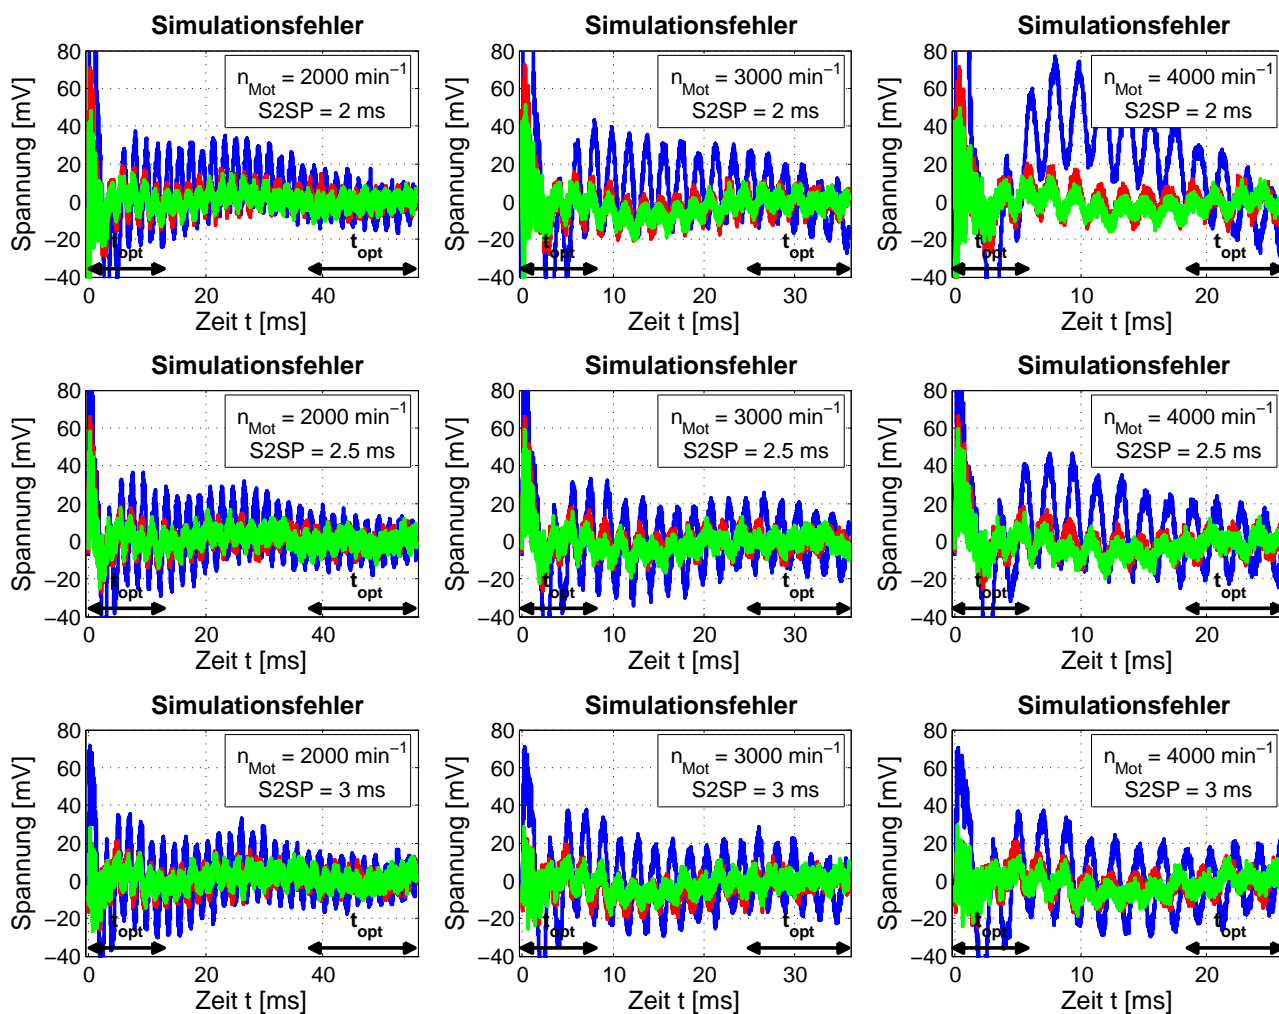 Simulationsfehler Simulationsfehler Simulationsfehler
80 60 40 20 0 −20 −40
Spannung [mV]
n_Mot = 2000 min⁻¹
S2SP = 2 ms
t_opt t_opt
0 20 40
Zeit t [ms]
80 60 40 20 0 −20 −40
Spannung [mV]
n_Mot = 3000 min⁻¹
S2SP = 2 ms
t_opt t_opt
0 10 20 30
Zeit t [ms]
80 60 40 20 0 −20 −40
Spannung [mV]
n_Mot = 4000 min⁻¹
S2SP = 2 ms
t_opt t_opt
0 10 20
Zeit t [ms]
Simulationsfehler Simulationsfehler Simulationsfehler
80 60 40 20 0 −20 −40
Spannung [mV]
n_Mot = 2000 min⁻¹
S2SP = 2.5 ms
t_opt t_opt
0 20 40
Zeit t [ms]
80 60 40 20 0 −20 −40
Spannung [mV]
n_Mot = 3000 min⁻¹
S2SP = 2.5 ms
t_opt t_opt
0 10 20 30
Zeit t [ms]
80 60 40 20 0 −20 −40
Spannung [mV]
n_Mot = 4000 min⁻¹
S2SP = 2.5 ms
t_opt t_opt
0 10 20
Zeit t [ms]
Simulationsfehler Simulationsfehler Simulationsfehler
80 60 40 20 0 −20 −40
Spannung [mV]
n_Mot = 2000 min⁻¹
S2SP = 3 ms
t_opt t_opt
0 20 40
Zeit t [ms]
80 60 40 20 0 −20 −40
Spannung [mV]
n_Mot = 3000 min⁻¹
S2SP = 3 ms
t_opt t_opt
0 10 20 30
Zeit t [ms]
80 60 40 20 0 −20 −40
Spannung [mV]
n_Mot = 4000 min⁻¹
S2SP = 3 ms
t_opt t_opt
0 10 20
Zeit t [ms]